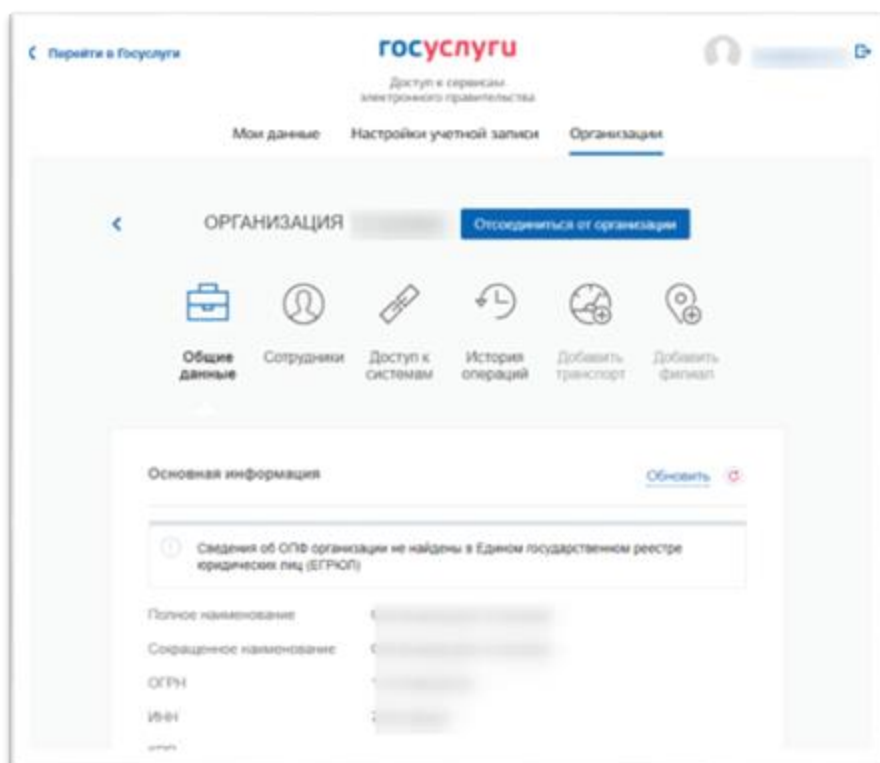 Перейти в Госуслуги
госуслуги
Доступ к сервисам
электронного правительства
Мои данные Настройки учетной записи Организации
ОРГАНИЗАЦИЯ
Отсоединиться от организации
Общие
данные
Сотрудники
Доступ к
системам
История
операций
Добавить
транспорт
Добавить
филиал
Основная информация
Обновить
Сведения об ОПФ организации не найдены в Едином государственном реестре
юридических лиц (ЕГРЮЛ)
Полное наименование
Сокращенное наименование
ОГРН
ИНН